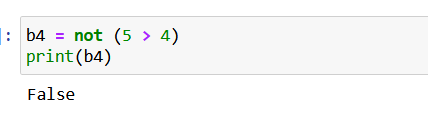 ]: b4 = not (5 > 4)
print(b4)
False